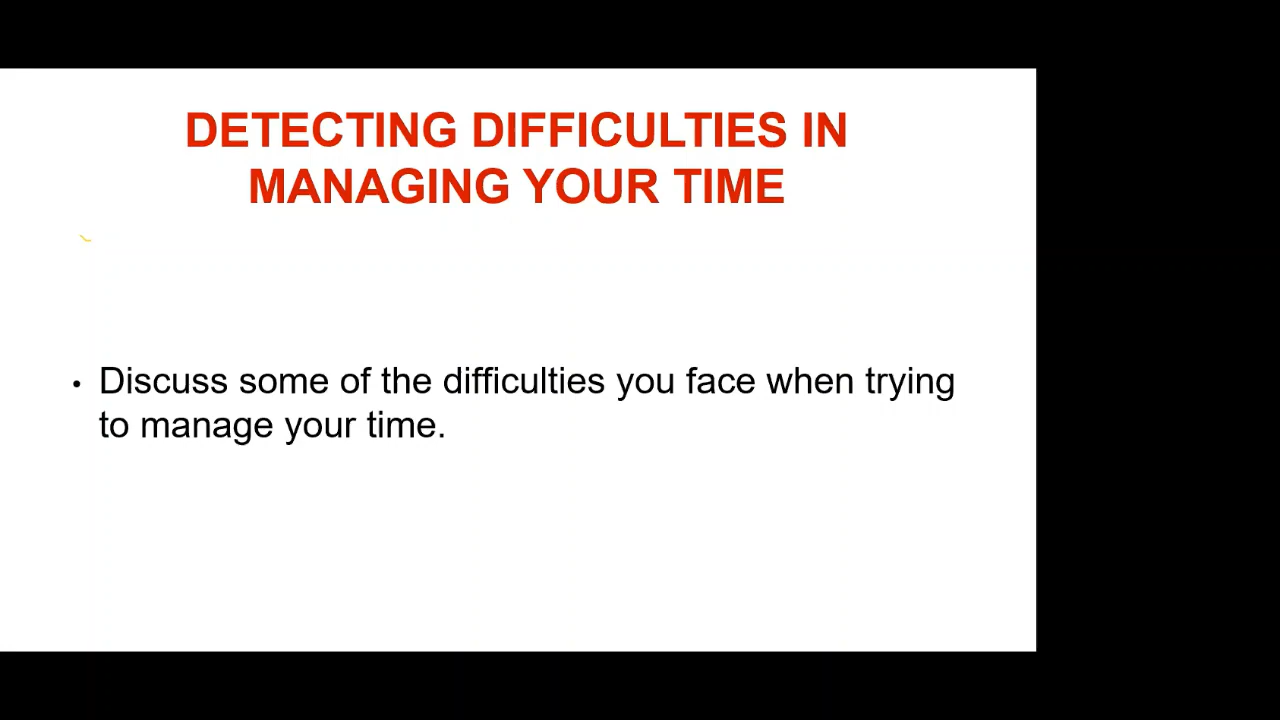 DETECTING DIFFICULTIES IN
MANAGING YOUR TIME
• Discuss some of the difficulties you face when trying
to manage your time.